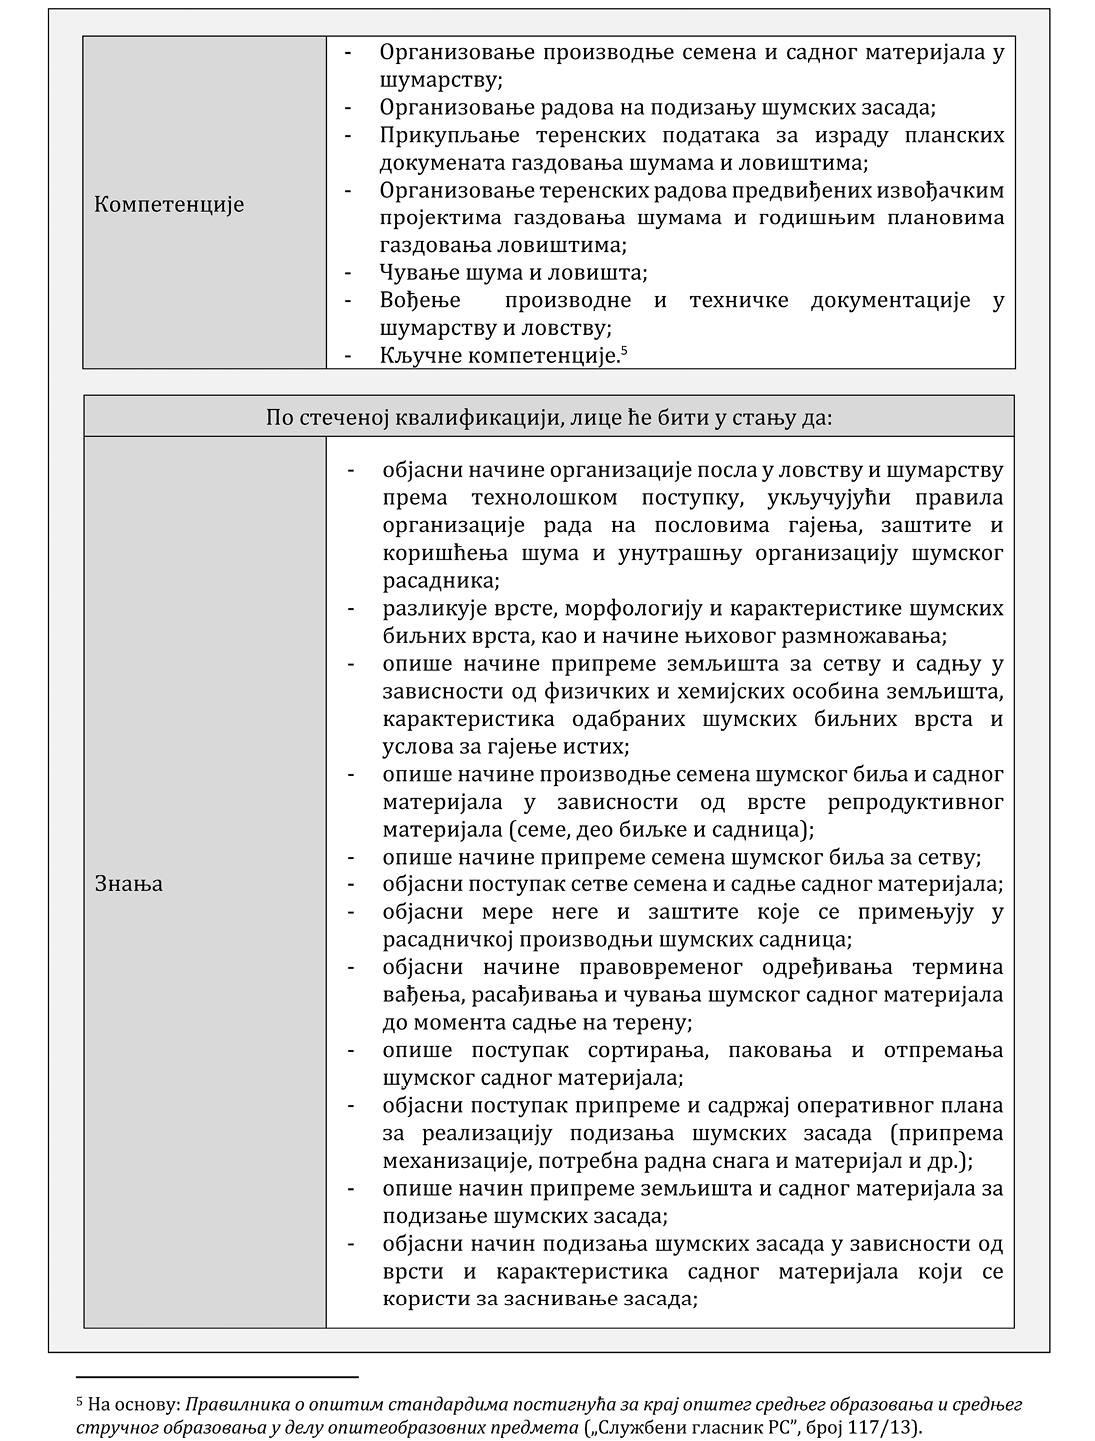 - Организовање производње семена и садног материјала у
шумарству;
- Организовање радова на подизању шумских засада;
- Прикупљање теренских података за израду планских
докумената газдовања шумама и ловиштима;
- Организовање теренских радова предвиђених извођачким
Компетенције
пројектима газдовања шумама и годишњим плановима
газдовања ловиштима;
- Чување шума и ловишта;
- Вођење производне и техничке документације у
шумарству и ловству;
- Кључне компетенције.⁵
По стеченој квалификацији, лице ће бити у стању да:
- објасни начине организације посла у ловству и шумарству
према технолошком поступку, укључујући правила
организације рада на пословима гајења, заштите и
коришћења шума и унутрашњу организацију шумског
расадника;
- разликује врсте, морфологију и карактеристике шумских
биљних врста, као и начине њиховог размножавања;
- опише начине припреме земљишта за сетву и садњу у
зависности од физичких и хемијских особина земљишта,
карактеристика одабраних шумских биљних врста и
услова за гајење истих;
- опише начине производње семена шумског биља и садног
материјала у зависности од врсте репродуктивног
материјала (семе, део биљке и садница);
- опише начине припреме семена шумског биља за сетву;
Знања
- објасни поступак сетве семена и садње садног материјала;
- објасни мере неге и заштите које се примењују у
расадничкој производњи шумских садница;
- објасни начине правовременог одређивања термина
вађења, расађивања и чувања шумског садног материјала
до момента садње на терену;
- опише поступак сортирања, паковања и отпремања
шумског садног материјала;
- објасни поступак припреме и садржај оперативног плана
за реализацију подизања шумских засада (припрема
механизације, потребна радна снага и материјал и др.);
- опише начин припреме земљишта и садног материјала за
подизање шумских засада;
- објасни начин подизања шумских засада у зависности од
врсти и карактеристика садног материјала који се
користи за заснивање засада;
⁵ На основу: Правилника о општим стандардима постигнућа за крај општег средњег образовања и средњег
стручног образовања у делу општеобразовних предмета („Службени гласник РС”, број 117/13).